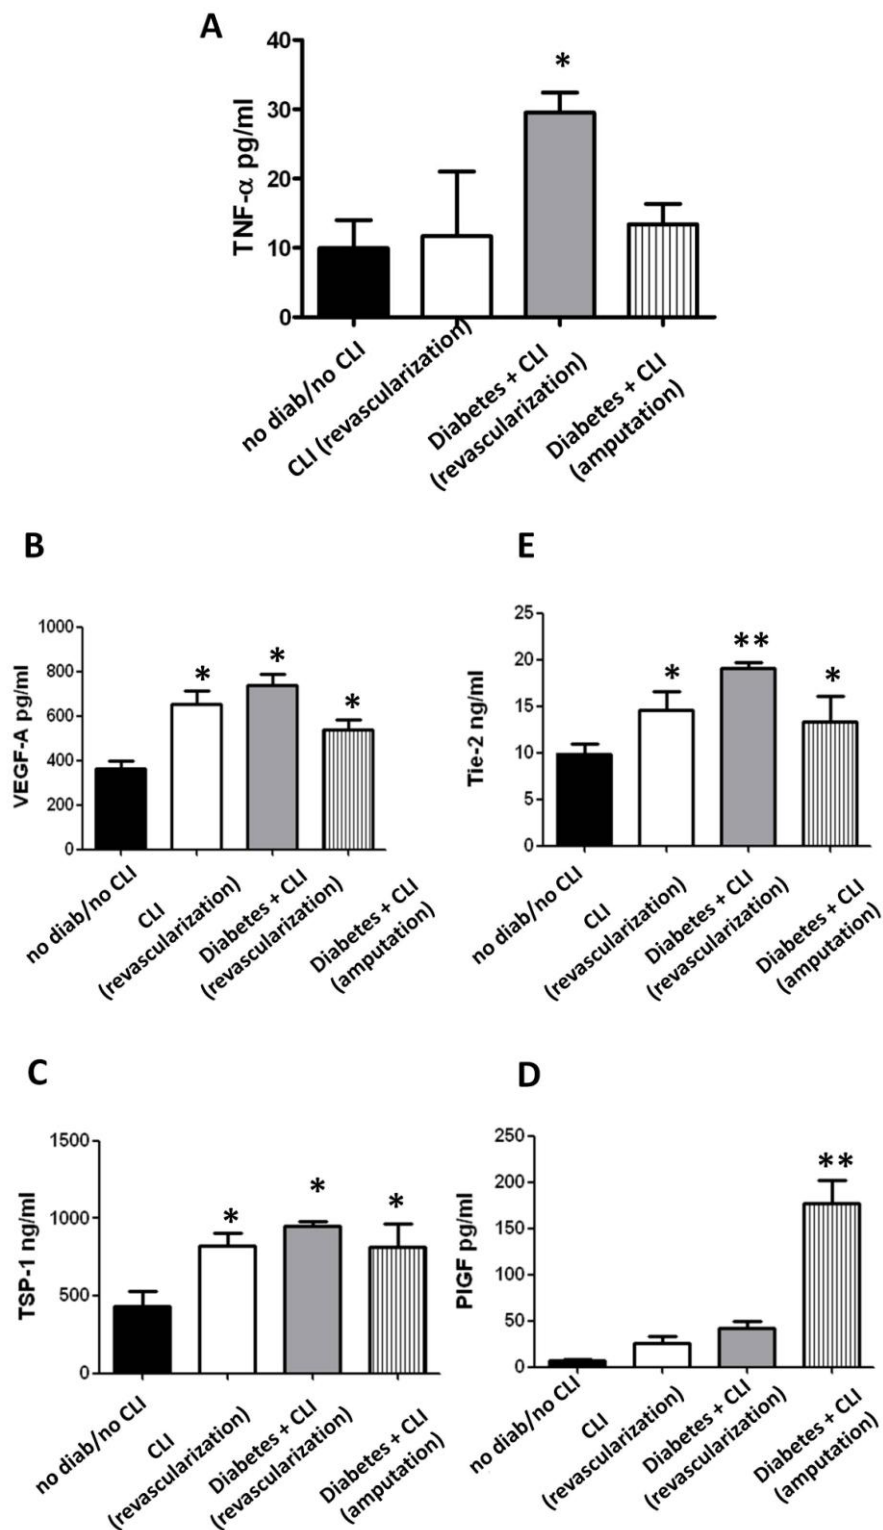 A
TNF-α pg/ml
40
30
20
10
0
*
no diab/no CLI
CLI (revascularization)
Diabetes + CLI
(revascularization)
Diabetes + CLI
(amputation)
B
VEGF-A pg/ml
1000
800
600
400
200
0
*
*
*
no diab/no CLI
CLI
(revascularization)
Diabetes + CLI
(revascularization)
Diabetes + CLI
(amputation)
E
Tie-2 ng/ml
25
20
15
10
5
0
*
**
*
no diab/no CLI
CLI
(revascularization)
Diabetes + CLI
(revascularization)
Diabetes + CLI
(amputation)
C
TSP-1 ng/ml
1500
1000
500
0
*
*
*
no diab/no CLI
CLI
(revascularization)
Diabetes + CLI
(revascularization)
Diabetes + CLI
(amputation)
D
PlGF pg/ml
250
200
150
100
50
0
**
no diab/no CLI
CLI
(revascularization)
Diabetes + CLI
(revascularization)
Diabetes + CLI
(amputation)